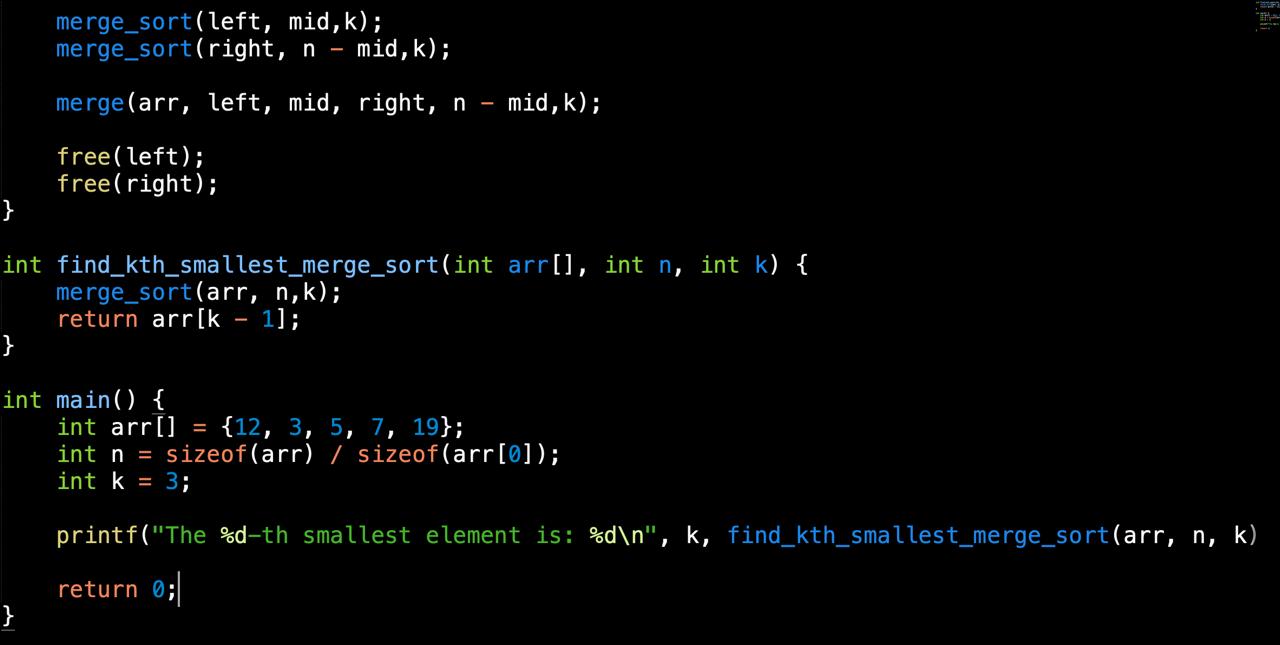 merge_sort(left, mid,k);
merge_sort(right, n - mid,k);
merge(arr, left, mid, right, n - mid,k);
free(left);
free(right);
}
int find_kth_smallest_merge_sort(int arr[], int n, int k) {
merge_sort(arr, n,k);
return arr[k - 1];
}
int main() {
int arr[] = {12, 3, 5, 7, 19};
int n = sizeof(arr) / sizeof(arr[0]);
int k = 3;
printf("The %d-th smallest element is: %d\n", k, find_kth_smallest_merge_sort(arr, n, k)
return 0;
}